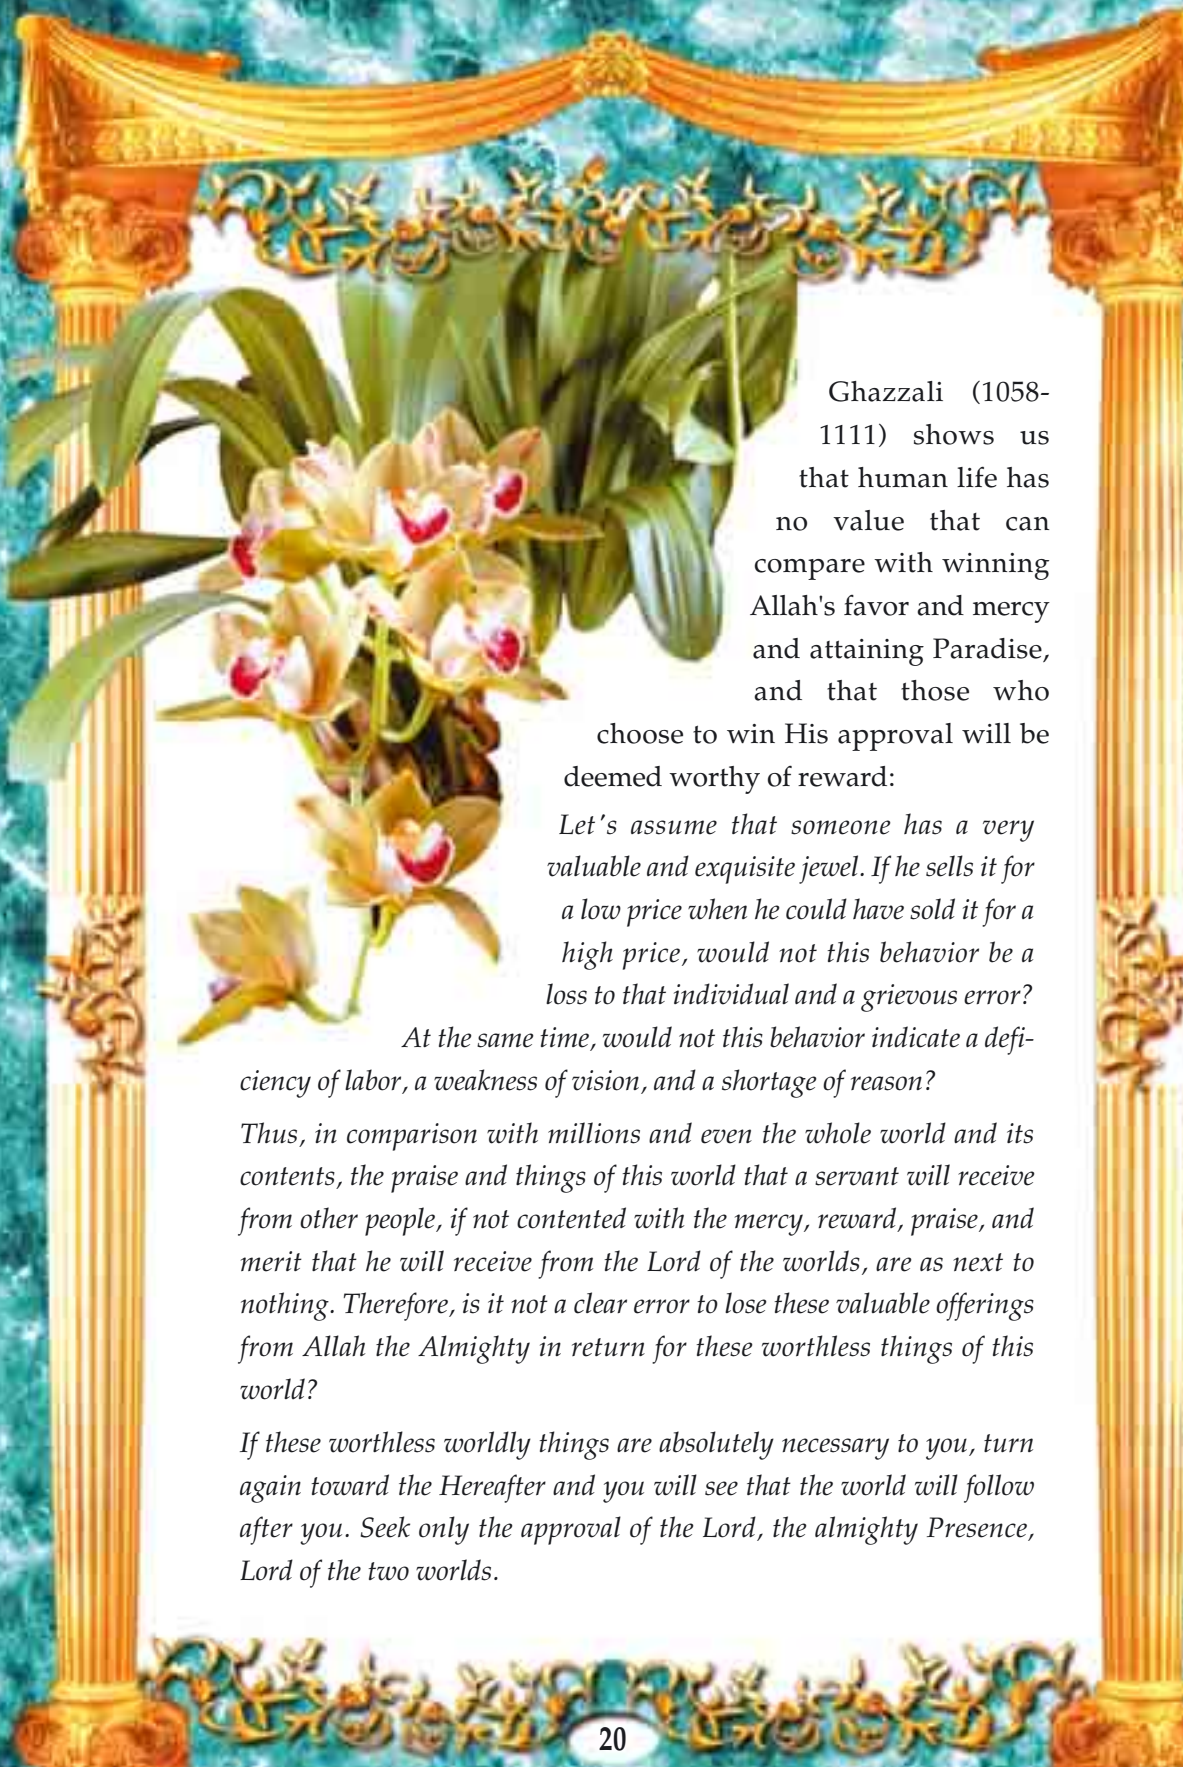 Ghazzali (1058-
1111) shows us
that human life has
no value that can
compare with winning
Allah's favor and mercy
and attaining Paradise,
and that those who
choose to win His approval will be
deemed worthy of reward:
Let's assume that someone has a very
valuable and exquisite jewel. If he sells it for
a low price when he could have sold it for a
high price, would not this behavior be a
loss to that individual and a grievous error?
At the same time, would not this behavior indicate a defi-
ciency of labor, a weakness of vision, and a shortage of reason?
Thus, in comparison with millions and even the whole world and its
contents, the praise and things of this world that a servant will receive
from other people, if not contented with the mercy, reward, praise, and
merit that he will receive from the Lord of the worlds, are as next to
nothing. Therefore, is it not a clear error to lose these valuable offerings
from Allah the Almighty in return for these worthless things of this
world?
If these worthless worldly things are absolutely necessary to you, turn
again toward the Hereafter and you will see that the world will follow
after you. Seek only the approval of the Lord, the almighty Presence,
Lord of the two worlds.
20